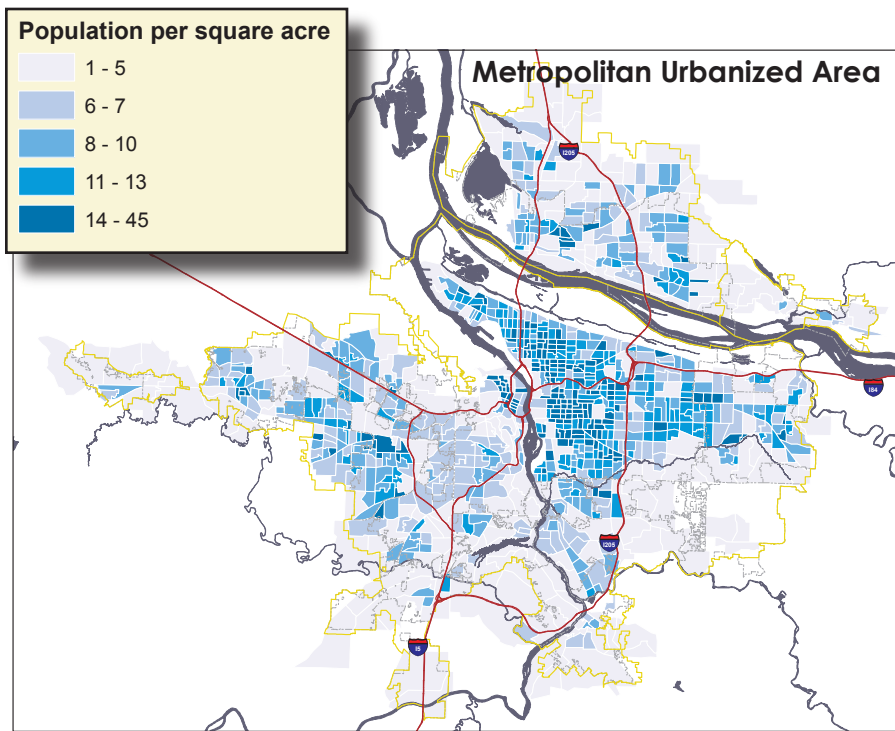 Population per square acre
1 - 5
6 - 7
8 - 10
11 - 13
14 - 45
Metropolitan Urbanized Area
I205
I84
I205
I5